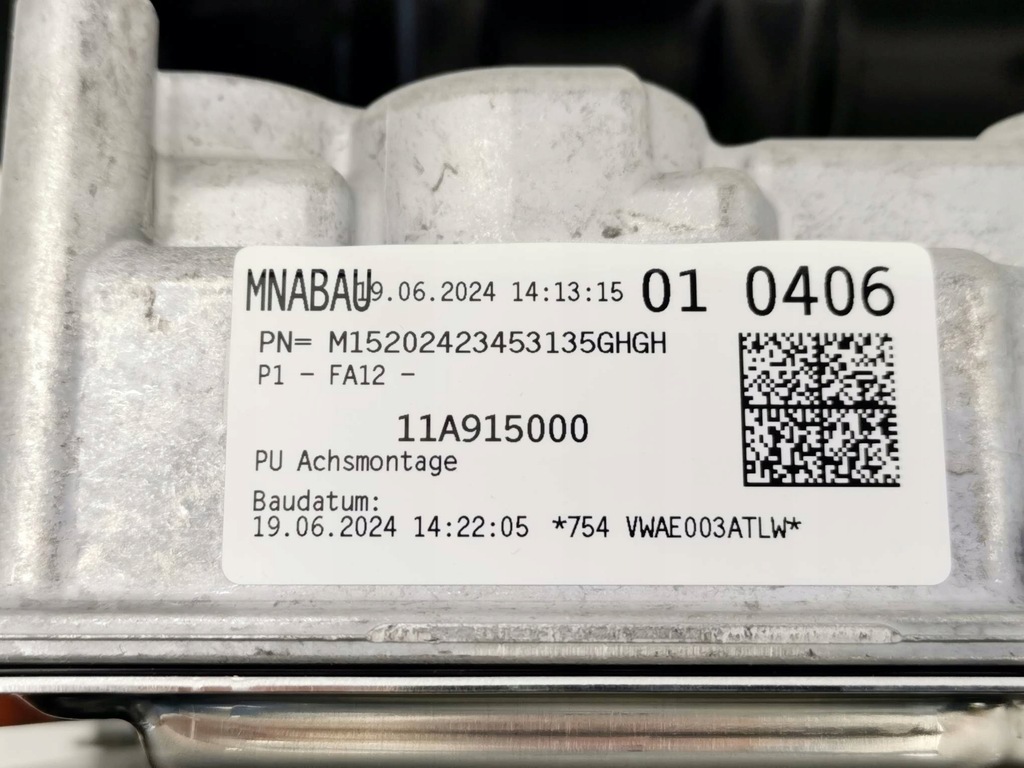 MNABAU 19.06.2024 14:13:15 01 0406
PN= M15202423453135GHGH
P1 - FA12 -
11A915000
PU Achsmontage
Baudatum:
19.06.2024 14:22:05 *754 VWAE003ATLW*